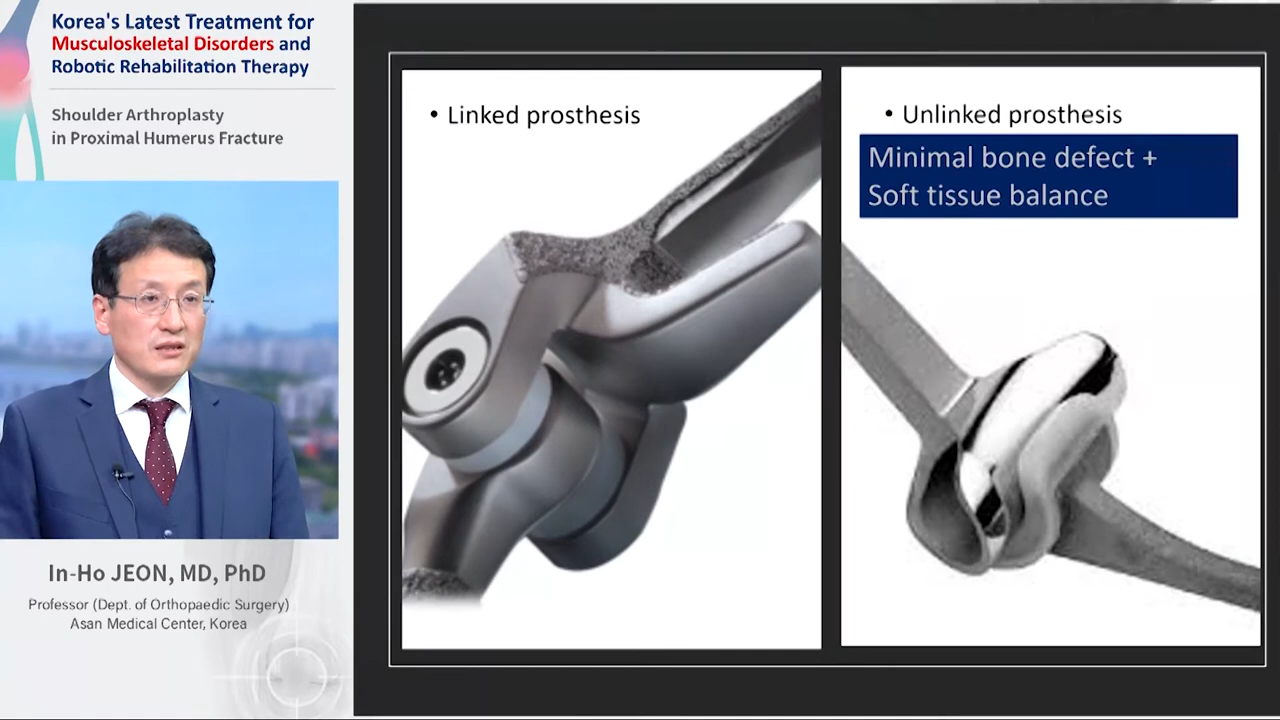 Korea's Latest Treatment for
Musculoskeletal Disorders and
Robotic Rehabilitation Therapy
Shoulder Arthroplasty
in Proximal Humerus Fracture
In-Ho JEON, MD, PhD
Professor (Dept. of Orthopaedic Surgery)
Asan Medical Center, Korea
• Linked prosthesis
• Unlinked prosthesis
Minimal bone defect +
Soft tissue balance